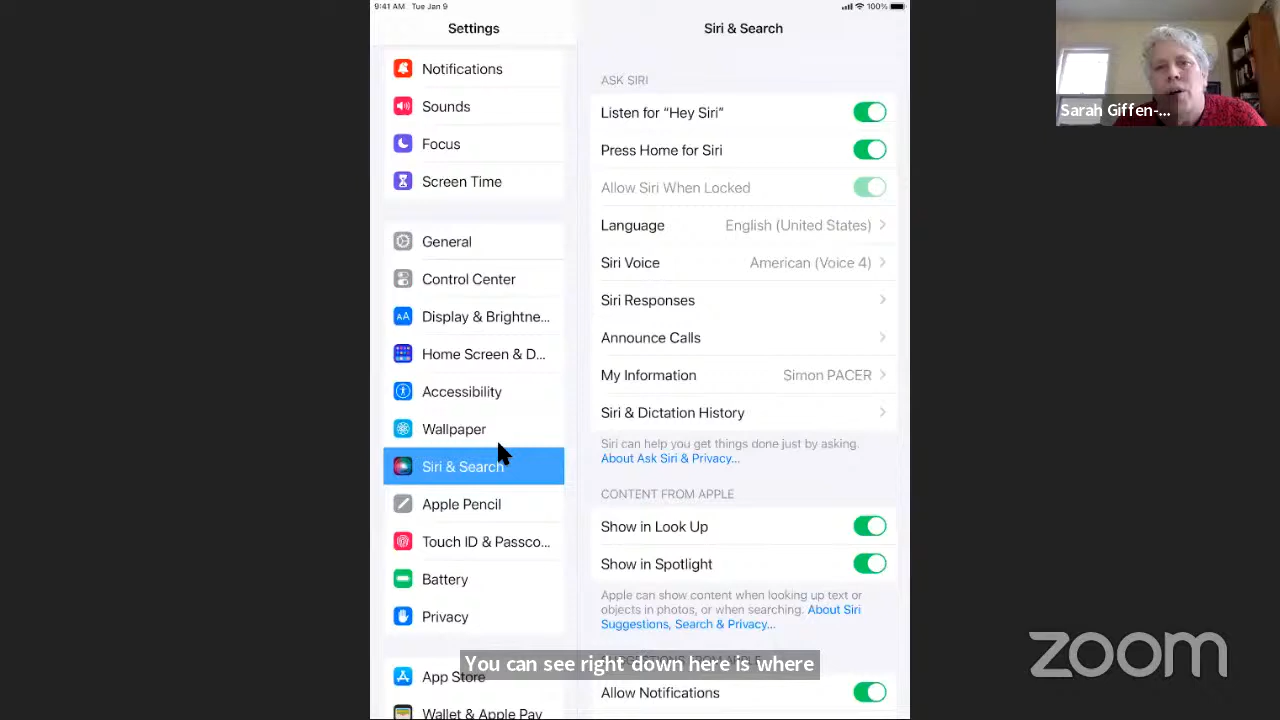 9:41 AM Tue Jan 9
100%
Settings
Siri & Search
Notifications
Sounds
Focus
Screen Time
General
Control Center
Display & Brightne...
Home Screen & D...
Accessibility
Wallpaper
Siri & Search
Apple Pencil
Touch ID & Passco...
Battery
Privacy
App Store
Wallet & Apple Pay
ASK SIRI
Listen for “Hey Siri”
Press Home for Siri
Allow Siri When Locked
Language English (United States)
Siri Voice American (Voice 4)
Siri Responses
Announce Calls
My Information Simon PACER
Siri & Dictation History
Siri can help you get things done just by asking.
About Ask Siri & Privacy...
CONTENT FROM APPLE
Show in Look Up
Show in Spotlight
Apple can show content when looking up text or
objects in photos, or when searching. About Siri
Suggestions, Search & Privacy...
Allow Notifications
You can see right down here is where
Sarah Giffen-...
zoom